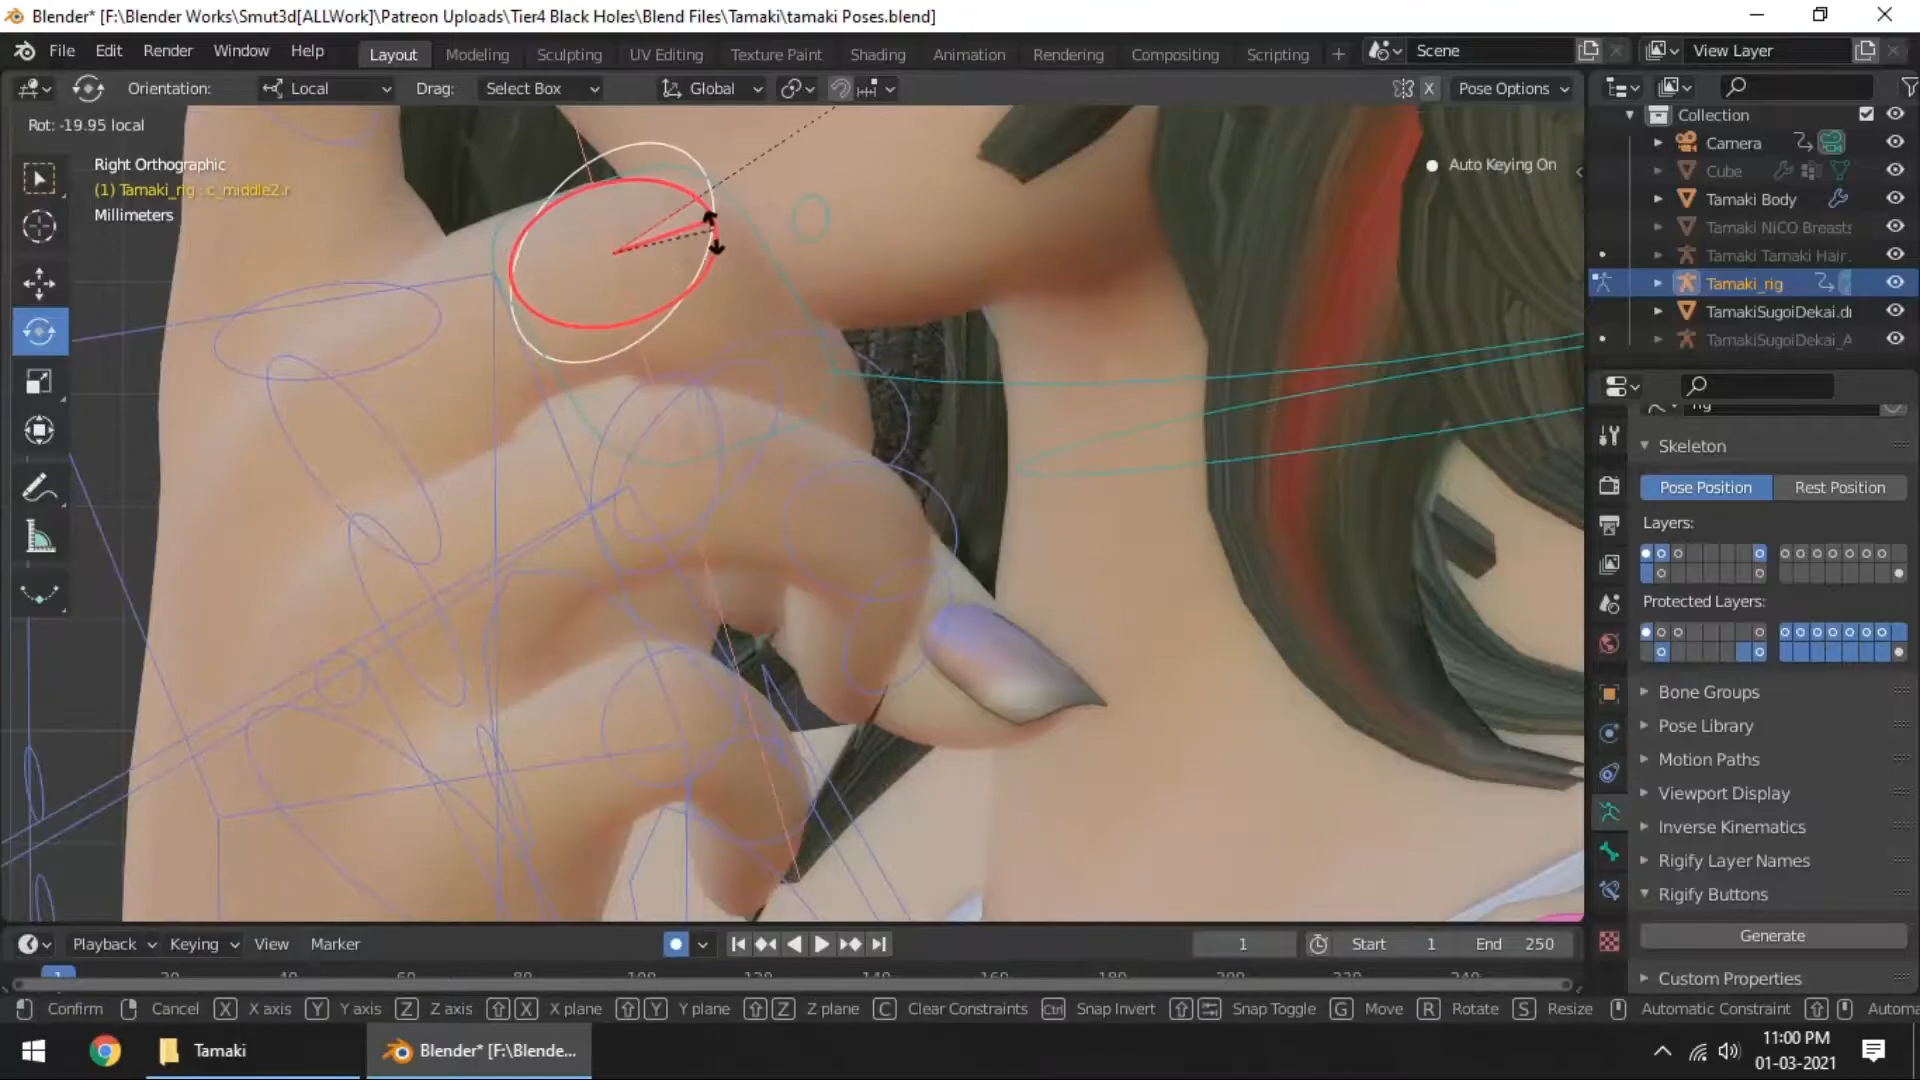 Blender* [F:\Blender Works\Smut3d[ALLWork]\Patreon Uploads\Tier4 Black Holes\Blend Files\Tamaki\tamaki Poses.blend]
File Edit Render Window Help Layout Modeling Sculpting UV Editing Texture Paint Shading Animation Rendering Compositing Scripting + Scene View Layer
Orientation: Local Drag: Select Box Global X Pose Options
Rot: -19.95 local
Right Orthographic
(1) Tamaki_rig : c_middle2.r
Millimeters
Auto Keying On
Collection
Camera
Cube
Tamaki Body
Tamaki NiCO Breasts
Tamaki Tamaki Hair
Tamaki_rig
TamakiSugoiDekai.d
TamakiSugoiDekai_A
Skeleton
Pose Position Rest Position
Layers:
Protected Layers:
Bone Groups
Pose Library
Motion Paths
Viewport Display
Inverse Kinematics
Rigify Layer Names
Rigify Buttons
Generate
Custom Properties
Playback Keying View Marker 1 Start 1 End 250
Confirm Cancel X X axis Y Y axis Z Z axis X X plane Y Y plane Z Z plane C Clear Constraints Ctrl Snap Invert Snap Toggle G Move R Rotate S Resize Automatic Constraint Automa
Tamaki Blender* [F:\Blende... 11:00 PM
01-03-2021